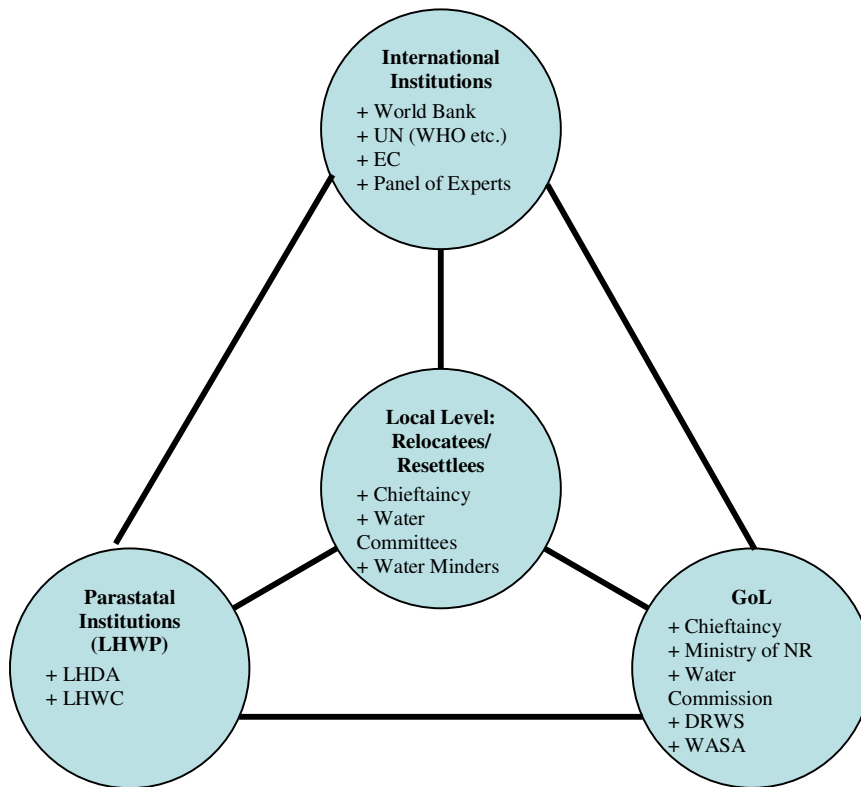 International
Institutions
+ World Bank
+ UN (WHO etc.)
+ EC
+ Panel of Experts
Local Level:
Relocatees/
Resettlees
+ Chieftaincy
+ Water
Committees
+ Water Minders
Parastatal
Institutions
(LHWP)
+ LHDA
+ LHWC
GoL
+ Chieftaincy
+ Ministry of NR
+ Water
Commission
+ DRWS
+ WASA